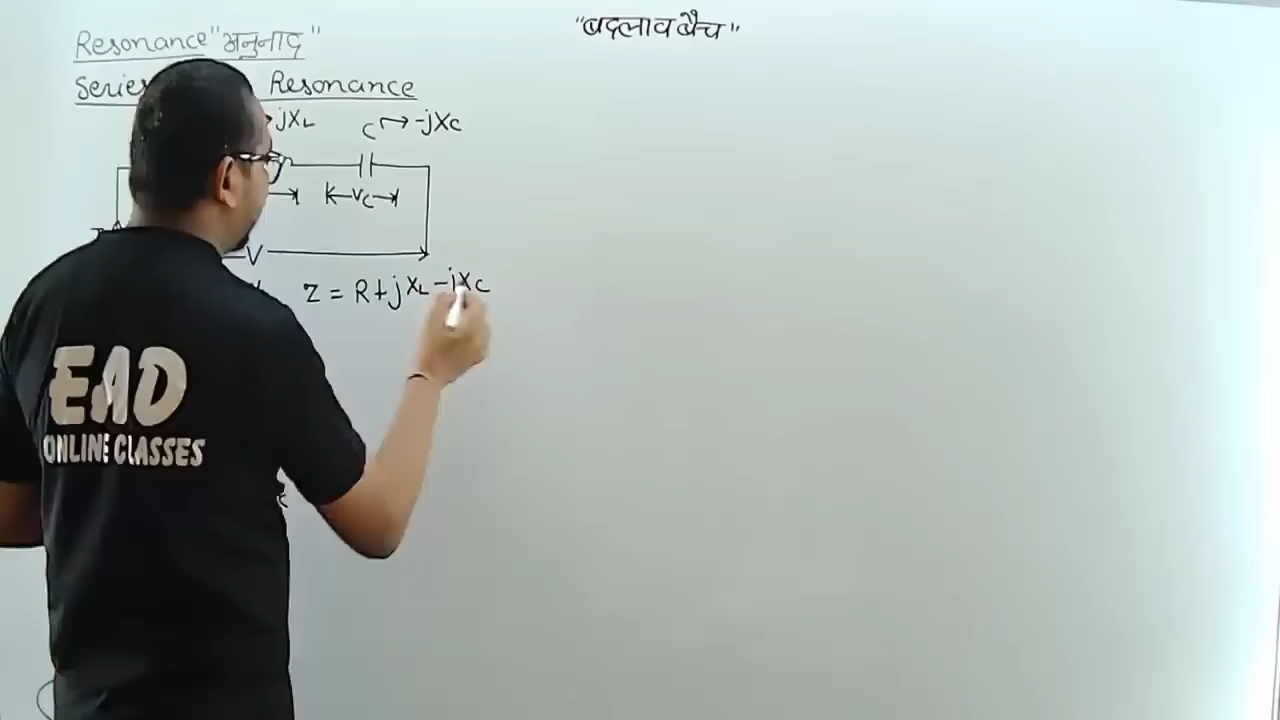 "बदलाव बैच"
Resonance "अनुनाद"
Series Resonance
jXL C → -jXC
VC
V
Z = R+jXL-jXC
EAD
ONLINE CLASSES